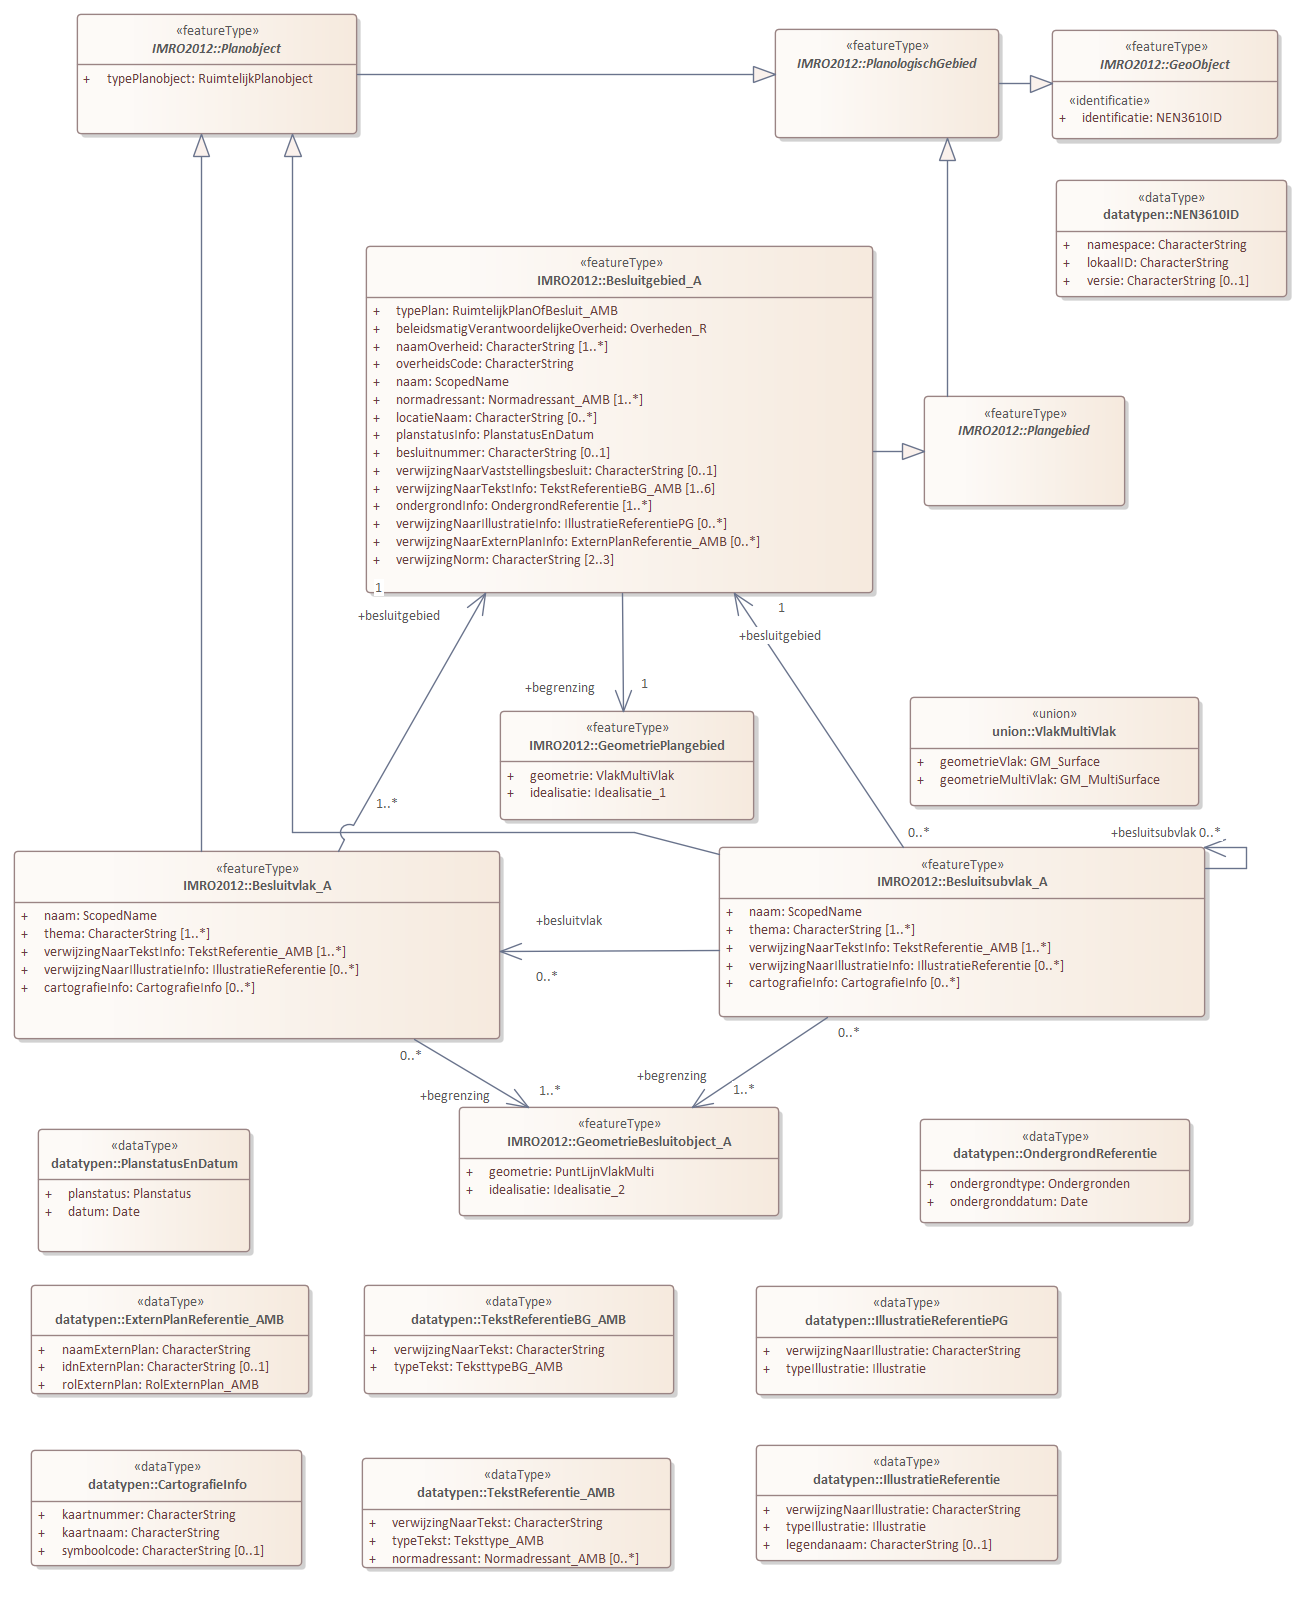 «featureType»
IMRO2012::Planobject
+ typePlanobject: RuimtelijkPlanobject
«featureType»
IMRO2012::PlanologischGebied
«featureType»
IMRO2012::GeoObject
«identificatie»
+ identificatie: NEN3610ID
«dataType»
datatypen::NEN3610ID
+ namespace: CharacterString
+ lokaalID: CharacterString
+ versie: CharacterString [0..1]
«featureType»
IMRO2012::Besluitgebied_A
+ typePlan: RuimtelijkPlanOfBesluit_AMB
+ beleidsmatigVerantwoordelijkeOverheid: Overheden_R
+ naamOverheid: CharacterString [1..*]
+ overheidsCode: CharacterString
+ naam: ScopedName
+ normadressant: Normadressant_AMB [1..*]
+ locatieNaam: CharacterString [0..*]
+ planstatusInfo: PlanstatusEnDatum
+ besluitnummer: CharacterString [0..1]
+ verwijzingNaarVaststellingsbesluit: CharacterString [0..1]
+ verwijzingNaarTekstInfo: TekstReferentieBG_AMB [1..6]
+ ondergrondInfo: OndergrondReferentie [1..*]
+ verwijzingNaarIllustratieInfo: IllustratieReferentiePG [0..*]
+ verwijzingNaarExternPlanInfo: ExternPlanReferentie_AMB [0..*]
+ verwijzingNorm: CharacterString [2..3]
«featureType»
IMRO2012::Plangebied
1
+besluitgebied
1
+besluitgebied
+begrenzing
1
«featureType»
IMRO2012::GeometriePlangebied
+ geometrie: VlakMultiVlak
+ idealisatie: Idealisatie_1
«union»
union::VlakMultiVlak
+ geometrieVlak: GM_Surface
+ geometrieMultiVlak: GM_MultiSurface
1..*
0..*
+besluitsubvlak 0..*
«featureType»
IMRO2012::Besluitvlak_A
+ naam: ScopedName
+ thema: CharacterString [1..*]
+ verwijzingNaarTekstInfo: TekstReferentie_AMB [1..*]
+ verwijzingNaarIllustratieInfo: IllustratieReferentie [0..*]
+ cartografieInfo: CartografieInfo [0..*]
+besluitvlak
0..*
«featureType»
IMRO2012::Besluitsubvlak_A
+ naam: ScopedName
+ thema: CharacterString [1..*]
+ verwijzingNaarTekstInfo: TekstReferentie_AMB [1..*]
+ verwijzingNaarIllustratieInfo: IllustratieReferentie [0..*]
+ cartografieInfo: CartografieInfo [0..*]
0..*
+begrenzing
1..*
0..*
+begrenzing
1..*
«featureType»
IMRO2012::GeometrieBesluitobject_A
+ geometrie: PuntLijnVlakMulti
+ idealisatie: Idealisatie_2
«dataType»
datatypen::PlanstatusEnDatum
+ planstatus: Planstatus
+ datum: Date
«dataType»
datatypen::OndergrondReferentie
+ ondergrondtype: Ondergronden
+ ondergronddatum: Date
«dataType»
datatypen::ExternPlanReferentie_AMB
+ naamExternPlan: CharacterString
+ idnExternPlan: CharacterString [0..1]
+ rolExternPlan: RolExternPlan_AMB
«dataType»
datatypen::TekstReferentieBG_AMB
+ verwijzingNaarTekst: CharacterString
+ typeTekst: TeksttypeBG_AMB
«dataType»
datatypen::IllustratieReferentiePG
+ verwijzingNaarIllustratie: CharacterString
+ typeIllustratie: Illustratie
«dataType»
datatypen::CartografieInfo
+ kaartnummer: CharacterString
+ kaartnaam: CharacterString
+ symboolcode: CharacterString [0..1]
«dataType»
datatypen::TekstReferentie_AMB
+ verwijzingNaarTekst: CharacterString
+ typeTekst: Teksttype_AMB
+ normadressant: Normadressant_AMB [0..*]
«dataType»
datatypen::IllustratieReferentie
+ verwijzingNaarIllustratie: CharacterString
+ typeIllustratie: Illustratie
+ legendanaam: CharacterString [0..1]